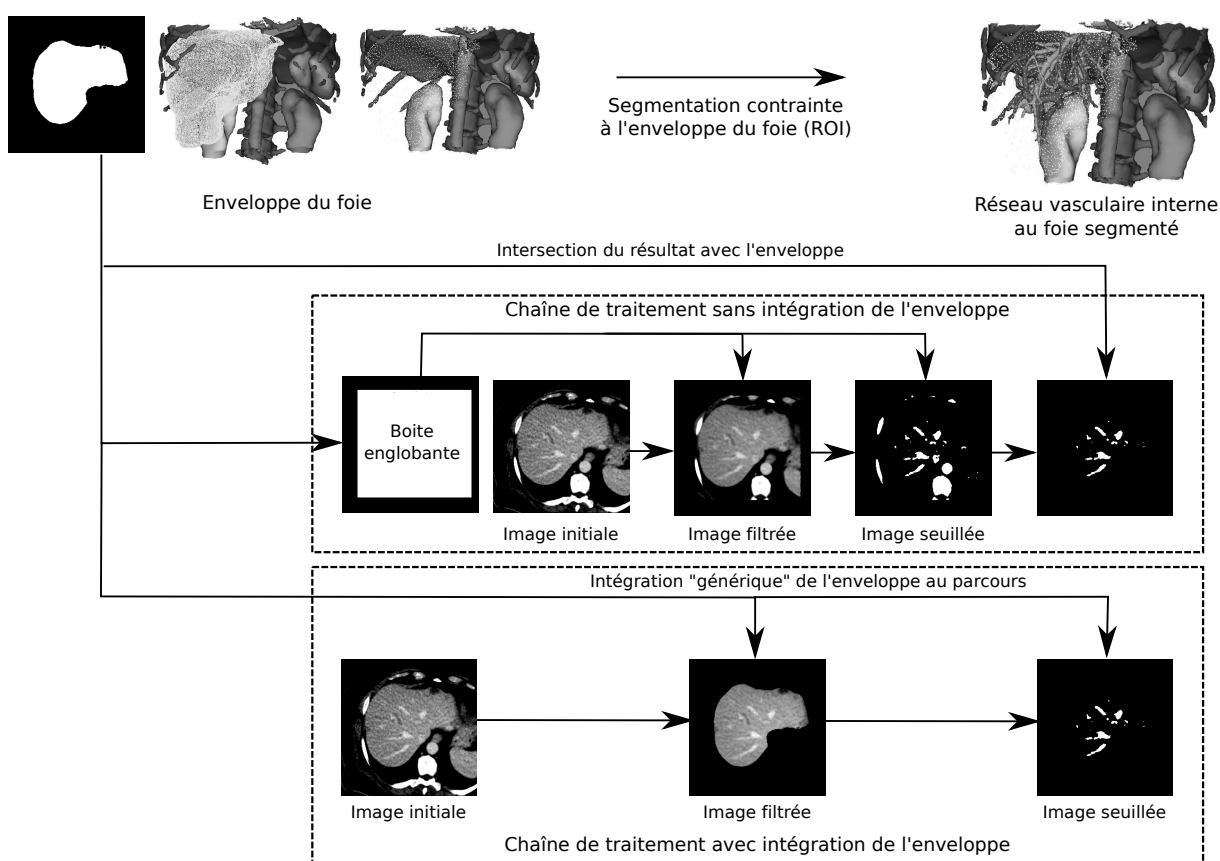 Segmentation contrainte
à l'enveloppe du foie (ROI)
Enveloppe du foie
Réseau vasculaire interne
au foie segmenté
Intersection du résultat avec l'enveloppe
Chaîne de traitement sans intégration de l'enveloppe
Boite
englobante
Image initiale
Image filtrée
Image seuillée
Intégration "générique" de l'enveloppe au parcours
Image initiale
Image filtrée
Image seuillée
Chaîne de traitement avec intégration de l'enveloppe